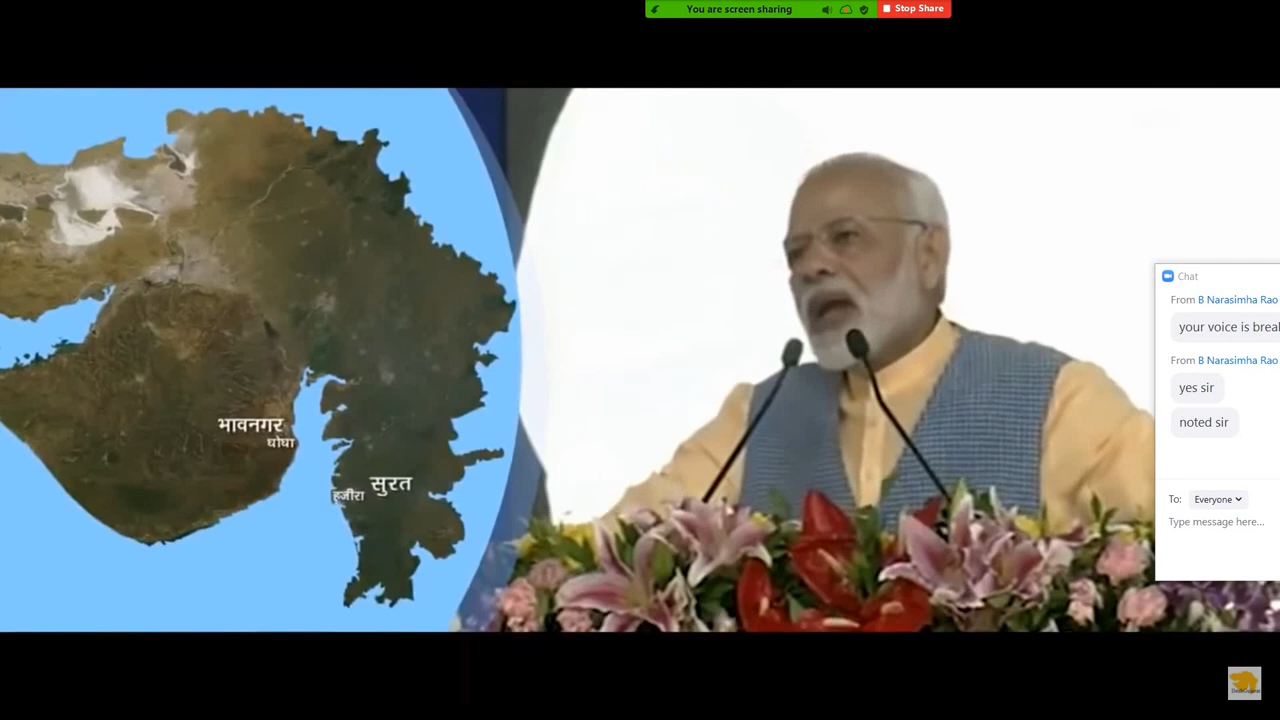 You are screen sharing
Stop Share
Chat
From B Narasimha Rao
your voice is brea
From B Narasimha Rao
yes sir
noted sir
To: Everyone
Type message here...
भावनगर
घोघा
सुरत
हजीरा